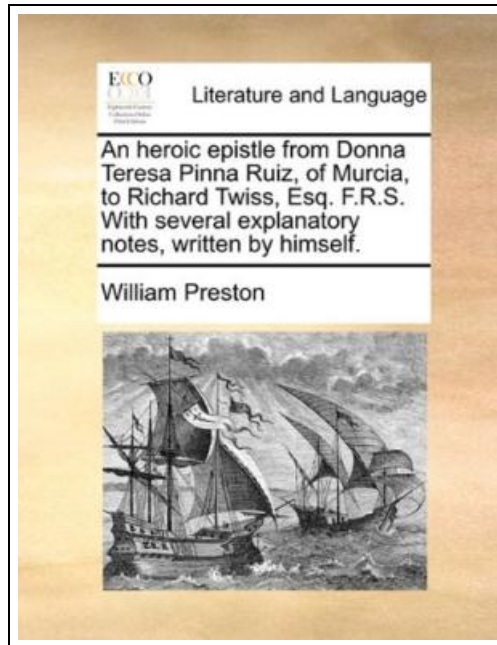 ECCO
Literature and Language
An heroic epistle from Donna
Teresa Pinna Ruiz, of Murcia,
to Richard Twiss, Esq. F.R.S.
With several explanatory
notes, written by himself.
William Preston